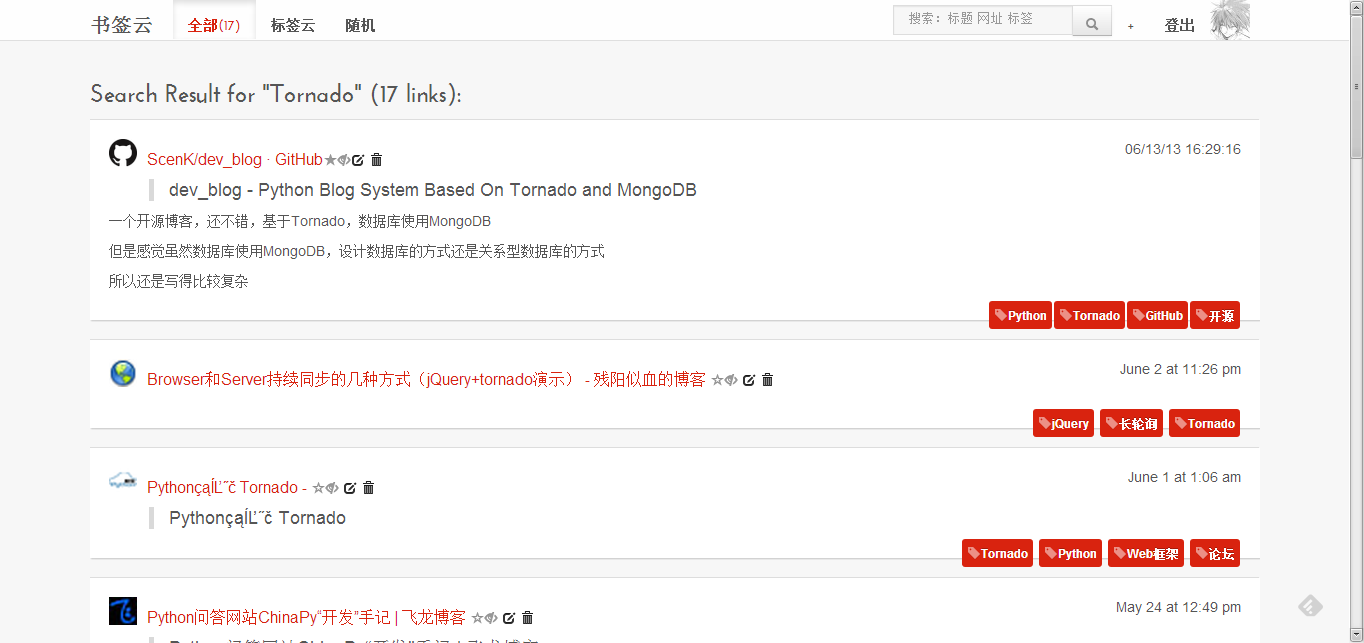 书签云 全部(17) 标签云 随机 搜索：标题 网址 标签 + 登出
Search Result for "Tornado" (17 links):
ScenK/dev_blog · GitHub 06/13/13 16:29:16
dev_blog - Python Blog System Based On Tornado and MongoDB
一个开源博客，还不错，基于Tornado，数据库使用MongoDB
但是感觉虽然数据库使用MongoDB，设计数据库的方式还是关系型数据库的方式
所以还是写得比较复杂
Python Tornado GitHub 开源
Browser和Server持续同步的几种方式（jQuery+tornado演示） - 残阳似血的博客 June 2 at 11:26 pm
jQuery 长轮询 Tornado
PythonçąÍĽ˝č Tornado - June 1 at 1:06 am
PythonçąÍĽ˝č Tornado
Tornado Python Web框架 论坛
Python问答网站ChinaPy“开发”手记 | 飞龙博客 May 24 at 12:49 pm